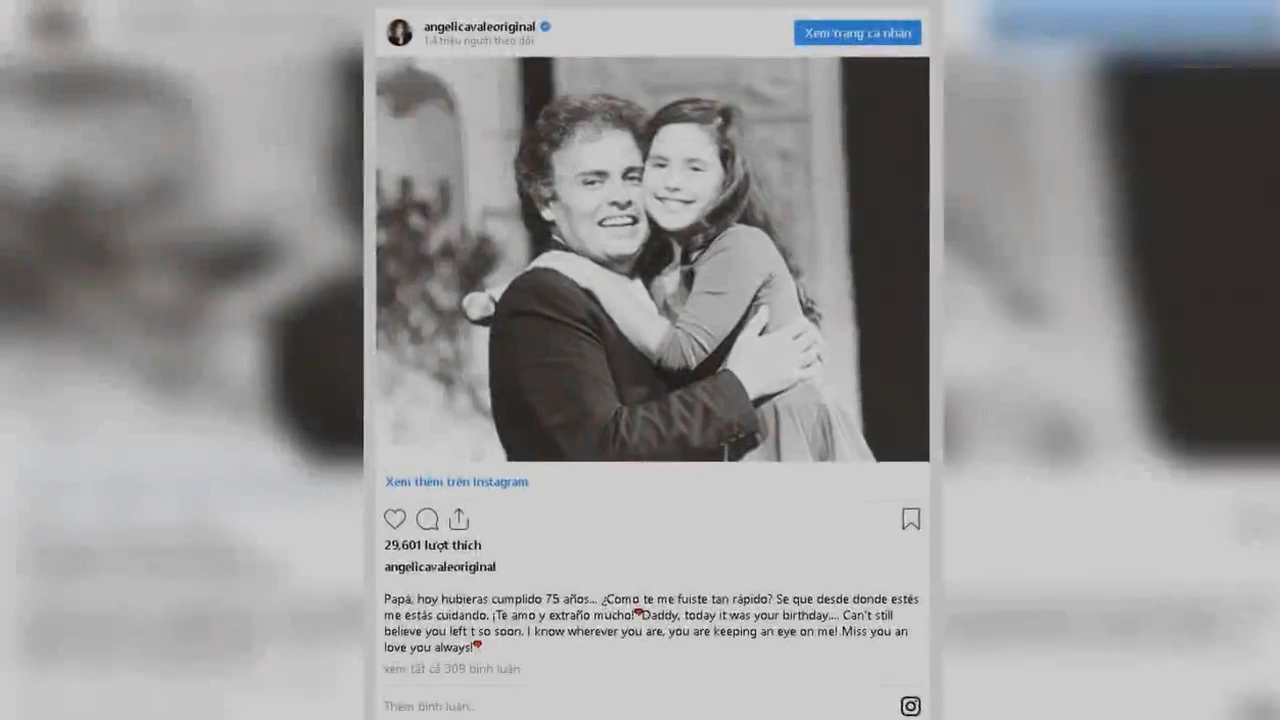 angelicavaleoriginal
1.4 triệu người theo dõi
Xem trang cá nhân
Xem thêm trên Instagram
29,601 lượt thích
angelicavaleoriginal
Papá, hoy hubieras cumplido 75 años... ¿Como te me fuiste tan rápido? Se que desde donde estés
me estás cuidando. ¡Te amo y extraño mucho!❤Daddy, today it was your birthday.... Can't still
believe you left t so soon. I know wherever you are, you are keeping an eye on me! Miss you an
love you always!❤
xem tất cả 309 bình luận
Thêm bình luận...